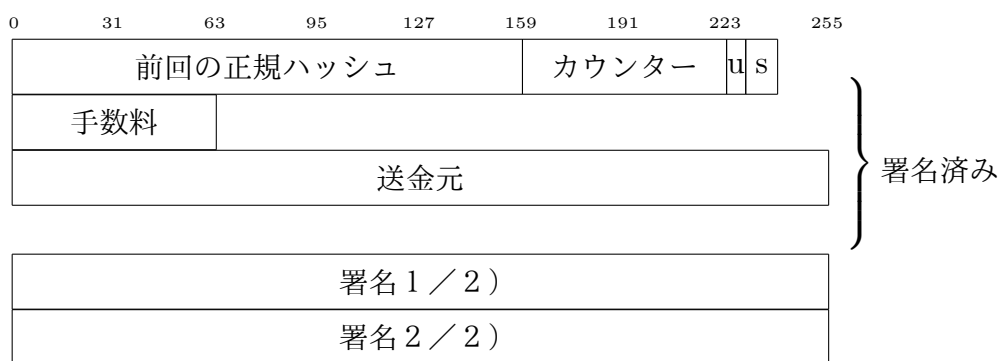 0 31 63 95 127 159 191 223 255
前回の正規ハッシュ カウンター u s
手数料
送金元
署名済み
署名１／２）
署名２／２）